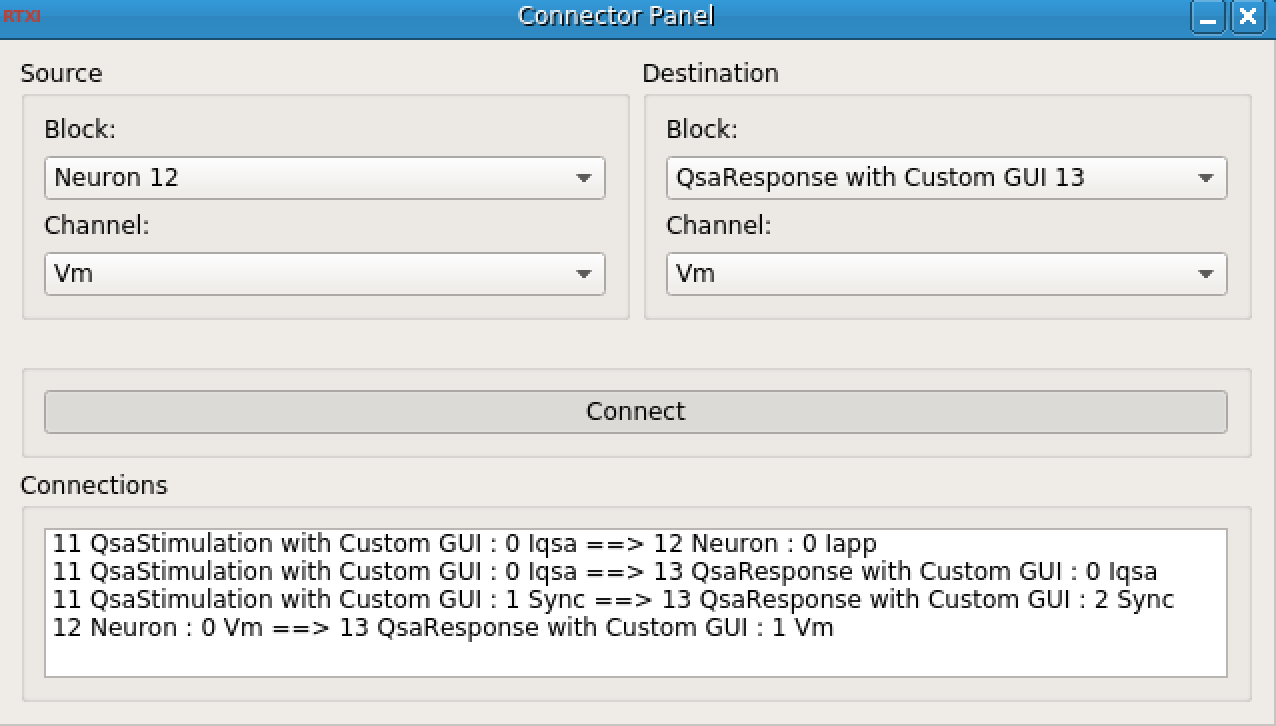 RTXI Connector Panel
Source
Destination
Block:
Block:
Neuron 12
QsaResponse with Custom GUI 13
Channel:
Channel:
Vm
Vm
Connect
Connections
11 QsaStimulation with Custom GUI : 0 Iqsa ==> 12 Neuron : 0 Iapp
11 QsaStimulation with Custom GUI : 0 Iqsa ==> 13 QsaResponse with Custom GUI : 0 Iqsa
11 QsaStimulation with Custom GUI : 1 Sync ==> 13 QsaResponse with Custom GUI : 2 Sync
12 Neuron : 0 Vm ==> 13 QsaResponse with Custom GUI : 1 Vm